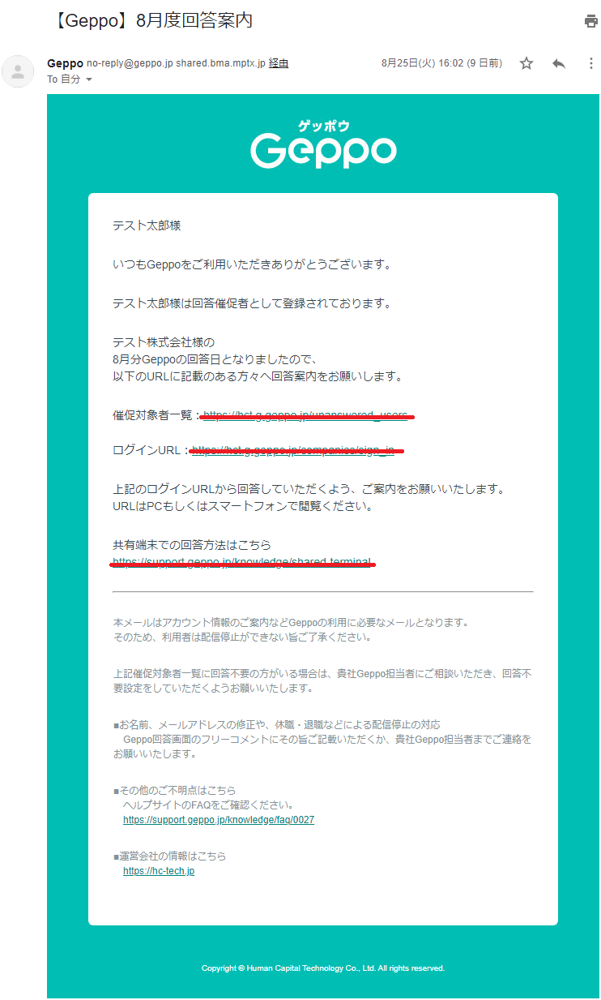 【Geppo】8月度回答案内
Geppo no-reply@geppo.jp shared.bma.mptx.jp 経由
8月25日(火) 16:02 (9 日前)
To 自分
ゲッポウ
Geppo
テスト太郎様
いつもGeppoをご利用いただきありがとうございます。
テスト太郎様は回答催促者として登録されております。
テスト株式会社様の
8月分Geppoの回答日となりましたので、
以下のURLに記載のある方々へ回答案内をお願いします。
催促対象者一覧：https://hct.g.geppo.jp/unanswered_users
ログインURL：https://hct.g.geppo.jp/companies/sign_in
上記のログインURLから回答していただくよう、ご案内をお願いいたします。
URLはPCもしくはスマートフォンで閲覧ください。
共有端末での回答方法はこちら
https://support.geppo.jp/knowledge/shared-terminal
本メールはアカウント情報のご案内などGeppoの利用に必要なメールとなります。
そのため、利用者は配信停止ができない旨ご了承ください。
上記催促対象者一覧に回答不要の方がいる場合は、貴社Geppo担当者にご相談いただき、回答不
要設定をしていただくようお願いいたします。
■お名前、メールアドレスの修正や、休職・退職などによる配信停止の対応
Geppo回答画面のフリーコメントにその旨ご記載いただくか、貴社Geppo担当者までご連絡を
お願いいたします。
■その他のご不明点はこちら
ヘルプサイトのFAQをご確認ください。
https://support.geppo.jp/knowledge/faq/0027
■運営会社の情報はこちら
https://hc-tech.jp
Copyright © Human Capital Technology Co., Ltd. All rights reserved.